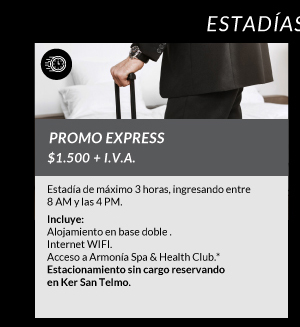 ESTADÍAS
PROMO EXPRESS
$1.500 + I.V.A.
Estadía de máximo 3 horas, ingresando entre
8 AM y las 4 PM.
Incluye:
Alojamiento en base doble .
Internet WIFI.
Acceso a Armonía Spa & Health Club.*
Estacionamiento sin cargo reservando
en Ker San Telmo.